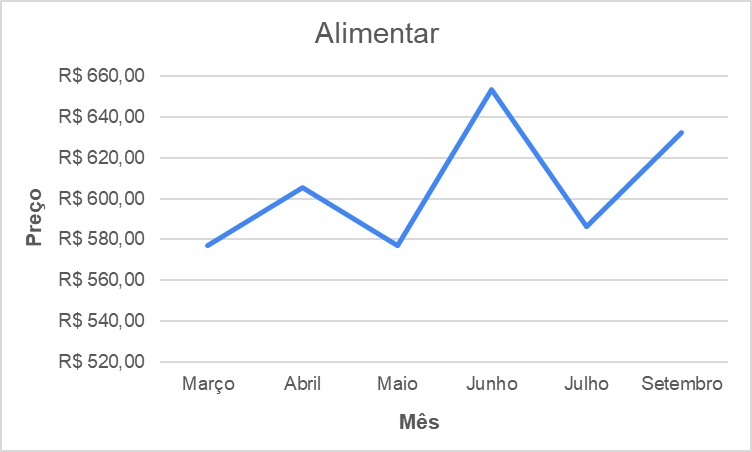 Alimentar
R$ 660,00
R$ 640,00
R$ 620,00
R$ 600,00
R$ 580,00
R$ 560,00
R$ 540,00
R$ 520,00
Preço
Março Abril Maio Junho Julho Setembro
Mês